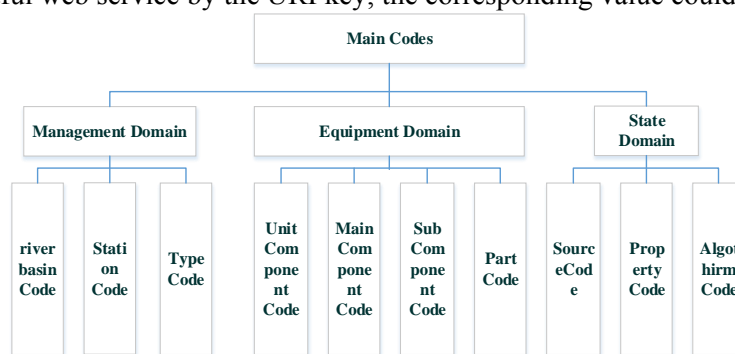 ful web service by the URI key, the corresponding value could
Main Codes
Management Domain
Equipment Domain
State
Domain
river
basin
Code
Stati
on
Code
Type
Code
Unit
Com
pone
nt
Code
Main
Com
pone
nt
Code
Sub
Com
pone
nt
Code
Part
Code
Sourc
eCod
e
Prop
erty
Code
Algot
hirm
Code